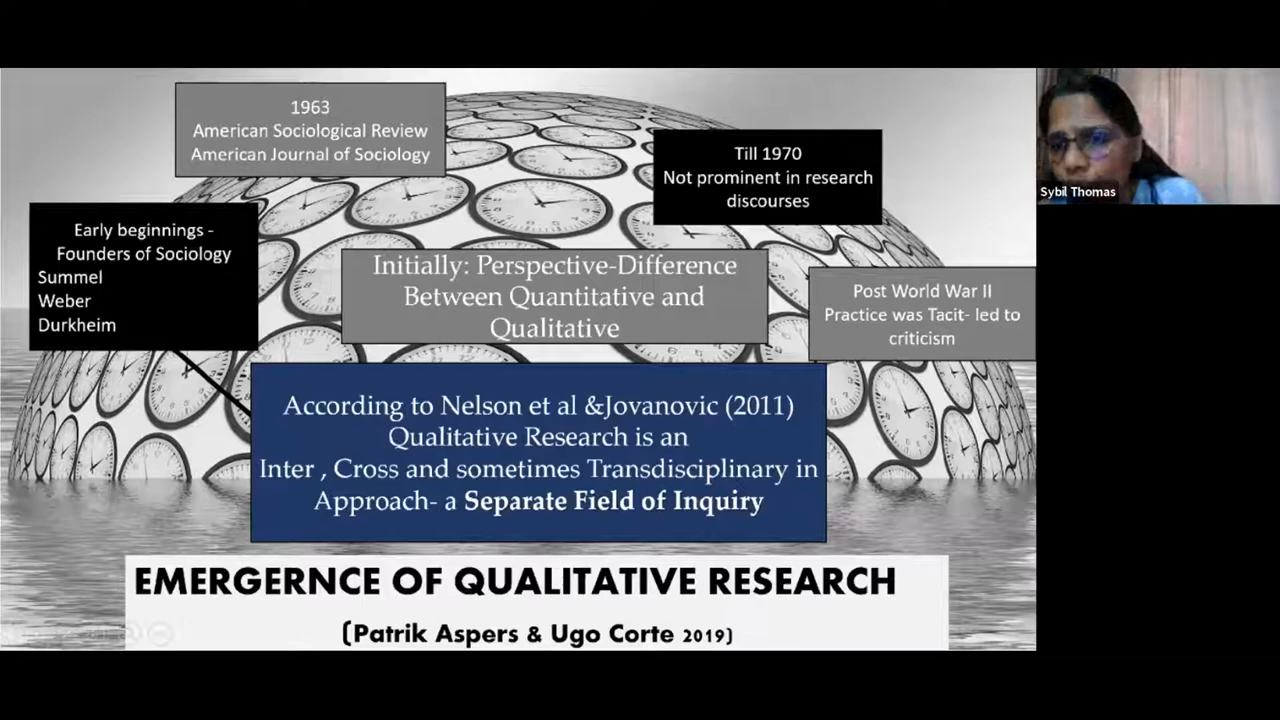 1963
American Sociological Review
American Journal of Sociology
Till 1970
Not prominent in research
discourses
Sybil Thomas
Early beginnings -
Founders of Sociology
Summel
Weber
Durkheim
Initially: Perspective-Difference
Between Quantitative and
Qualitative
Post World War II
Practice was Tacit- led to
criticism
According to Nelson et al &Jovanovic (2011)
Qualitative Research is an
Inter , Cross and sometimes Transdisciplinary in
Approach- a Separate Field of Inquiry
EMERGERNCE OF QUALITATIVE RESEARCH
(Patrik Aspers & Ugo Corte 2019)